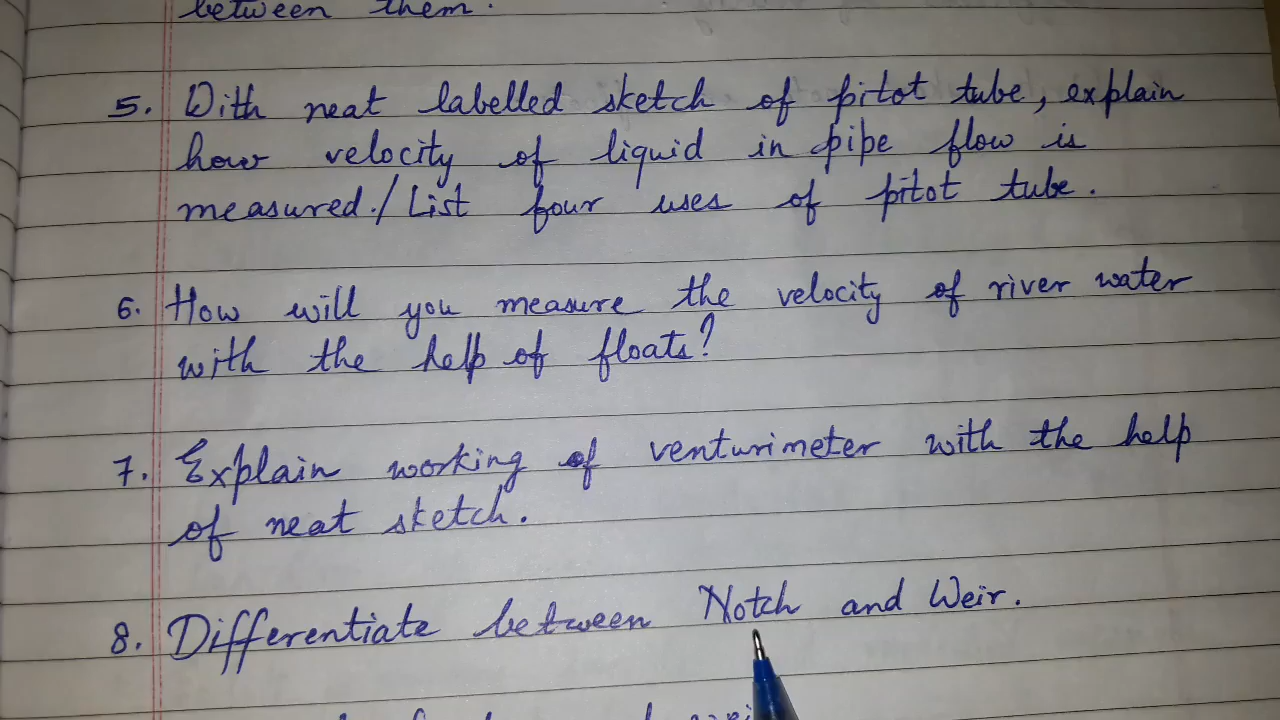 between them.
5. With neat labelled sketch of pitot tube, explain
how velocity of liquid in pipe flow is
measured./List four uses of pitot tube.
6. How will you measure the velocity of river water
with the help of floats?
7. Explain working of venturimeter with the help
of neat sketch.
8. Differentiate between Notch and Weir.